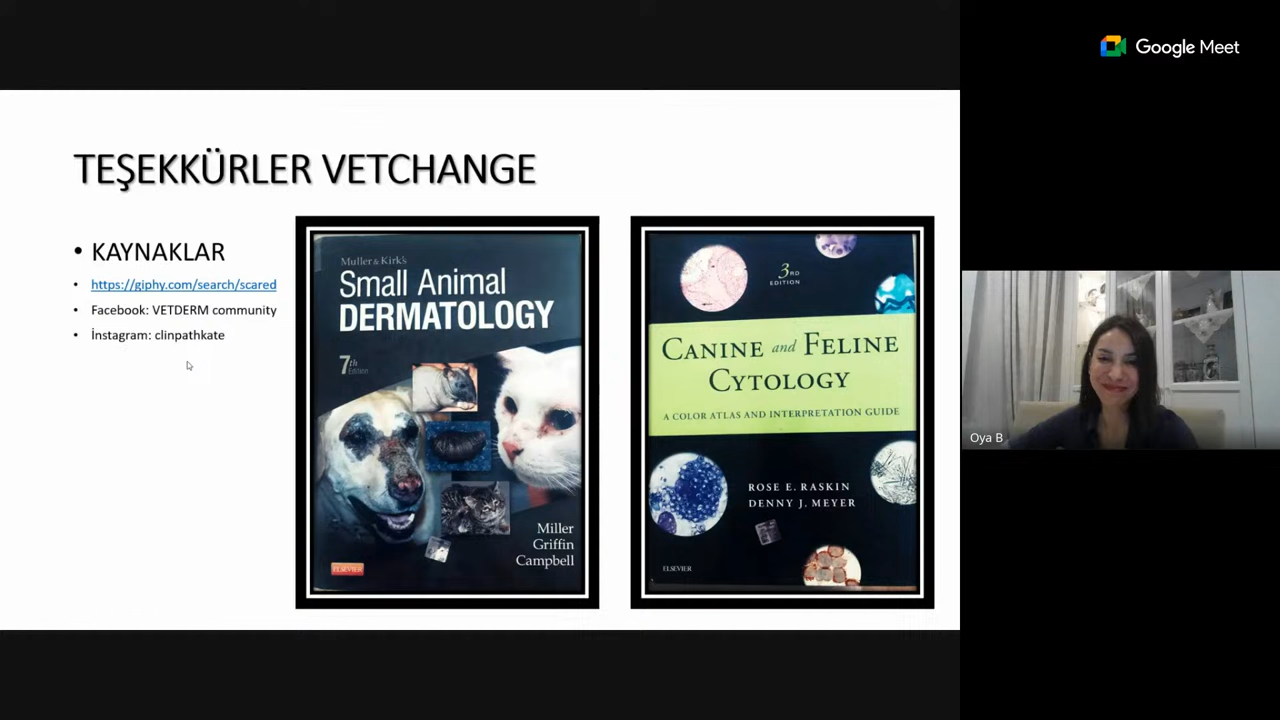 Google Meet
TEŞEKKÜRLER VETCHANGE
• KAYNAKLAR
• https://giphy.com/search/scared
• Facebook: VETDERM community
• İnstagram: clinpathkate
Muller & Kirk's
Small Animal
DERMATOLOGY
7th
Edition
Miller
Griffin
Campbell
ELSEVIER
3RD
EDITION
CANINE and FELINE
CYTOLOGY
A COLOR ATLAS AND INTERPRETATION GUIDE
ROSE E. RASKIN
DENNY J. MEYER
ELSEVIER
Oya B